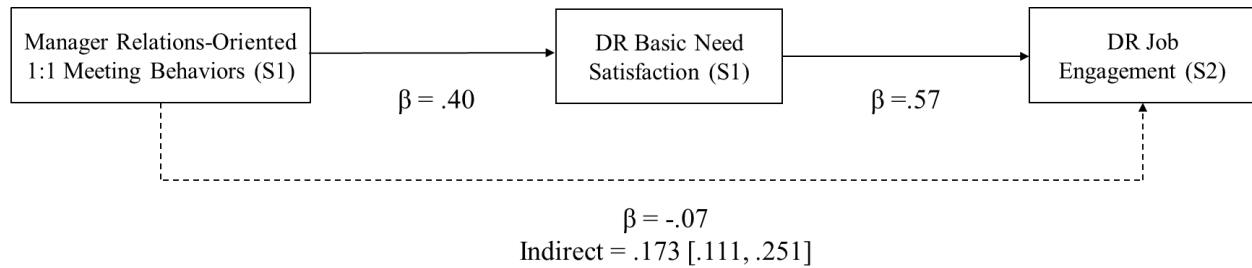 Manager Relations-Oriented
1:1 Meeting Behaviors (S1)
DR Basic Need
Satisfaction (S1)
DR Job
Engagement (S2)
β = .40
β =.57
β = -.07
Indirect = .173 [.111, .251]